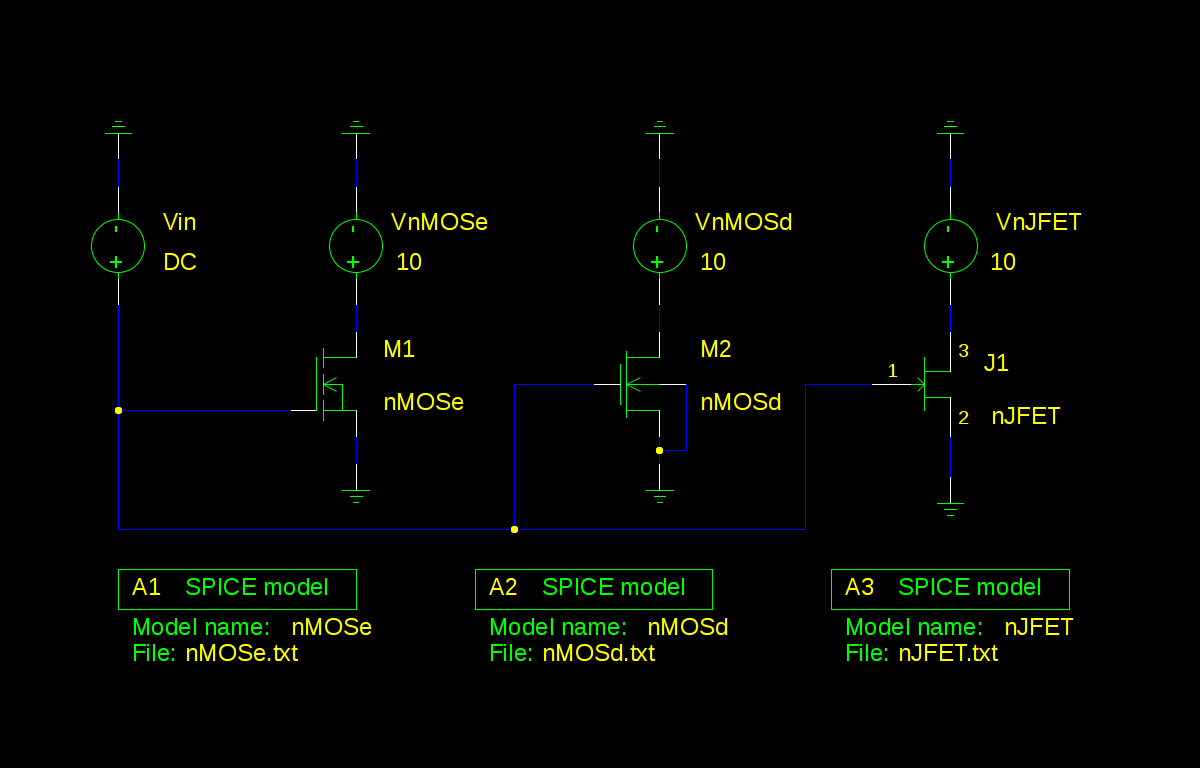 Vin
DC
VnMOSe
10
VnMOSd
10
VnJFET
10
M1
nMOSe
M2
nMOSd
1
3
J1
2
nJFET
A1 SPICE model
Model name: nMOSe
File: nMOSe.txt
A2 SPICE model
Model name: nMOSd
File: nMOSd.txt
A3 SPICE model
Model name: nJFET
File: nJFET.txt